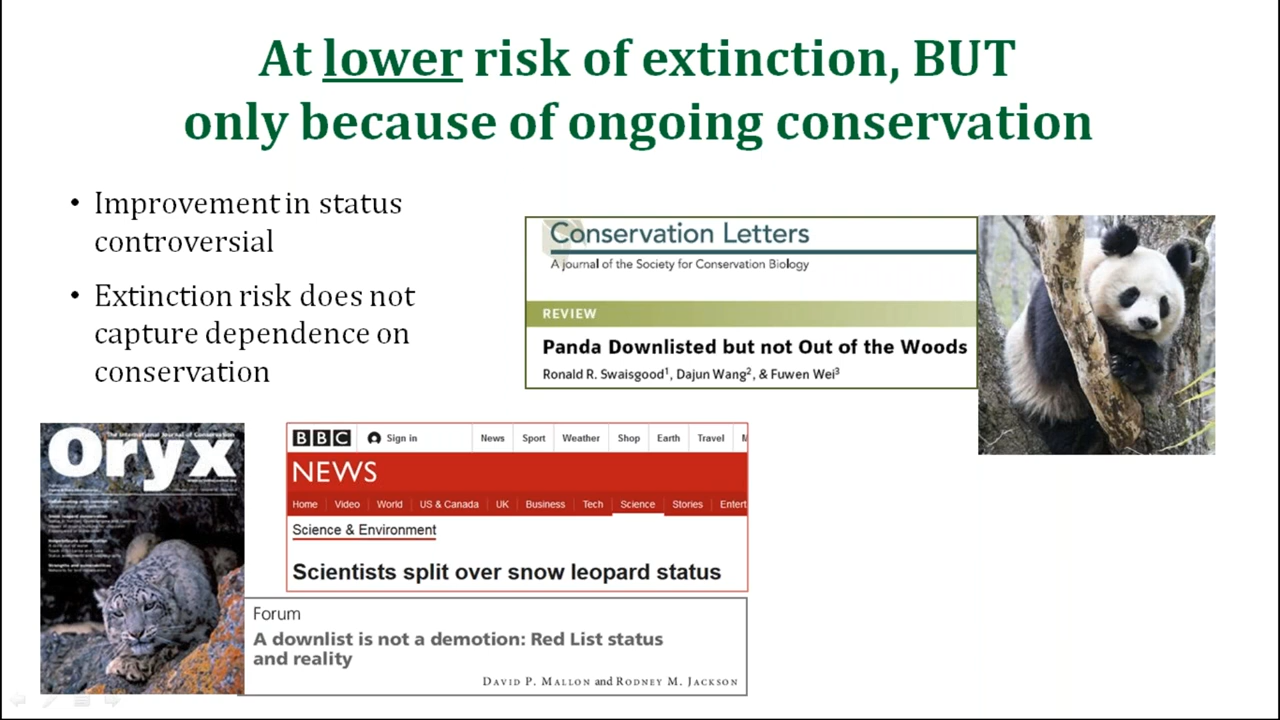 At lower risk of extinction, BUT
only because of ongoing conservation
• Improvement in status
controversial
• Extinction risk does not
capture dependence on
conservation
Conservation Letters
A journal of the Society for Conservation Biology
REVIEW
Panda Downlisted but not Out of the Woods
Ronald R. Swaisgood¹, Dajun Wang², & Fuwen Wei³
The International Journal of Conservation
Oryx
BBC Sign in News Sport Weather Shop Earth Travel M
NEWS
Home Video World US & Canada UK Business Tech Science Stories Entert
Science & Environment
Scientists split over snow leopard status
Forum
A downlist is not a demotion: Red List status
and reality
DAVID P. MALLON and RODNEY M. JACKSON